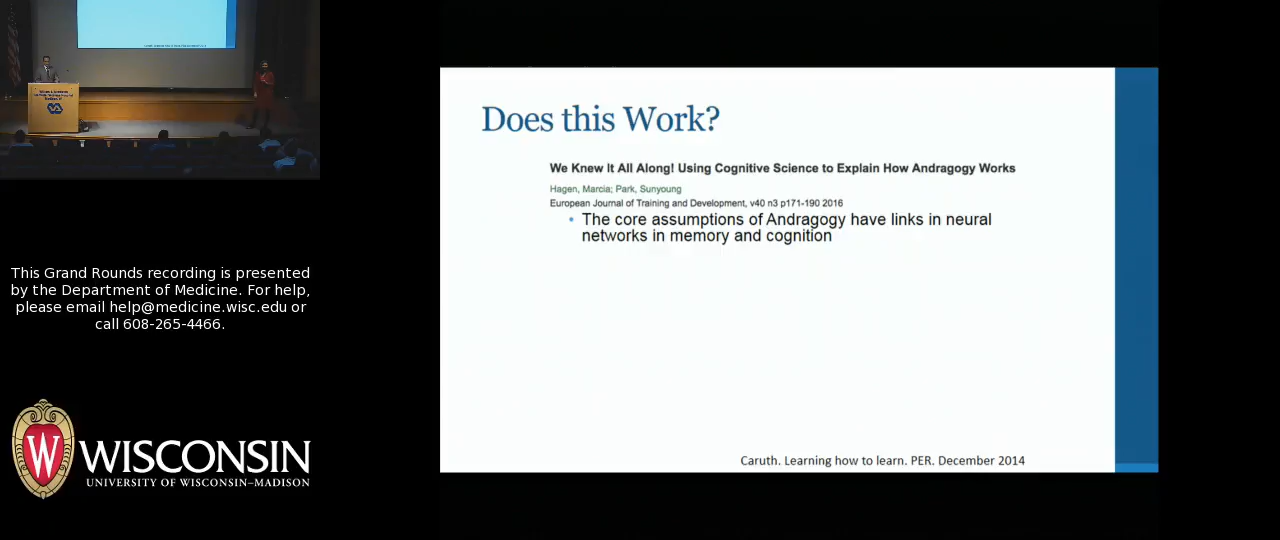 This Grand Rounds recording is presented
by the Department of Medicine. For help,
please email help@medicine.wisc.edu or
call 608-265-4466.
W
WISCONSIN
UNIVERSITY OF WISCONSIN–MADISON
Does this Work?
We Knew It All Along! Using Cognitive Science to Explain How Andragogy Works
Hagen, Marcia; Park, Sunyoung
European Journal of Training and Development, v40 n3 p171-190 2016
• The core assumptions of Andragogy have links in neural
networks in memory and cognition
Caruth. Learning how to learn. PER. December 2014